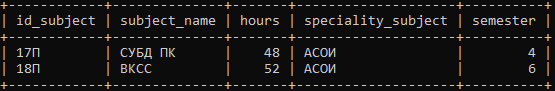 +------------+--------------+-------+--------------------+----------+
| id_subject | subject_name | hours | speciality_subject | semester |
+------------+--------------+-------+--------------------+----------+
| 17П        | СУБД ПК      |    48 | АСОИ               |        4 |
| 18П        | ВКСС         |    52 | АСОИ               |        6 |
+------------+--------------+-------+--------------------+----------+